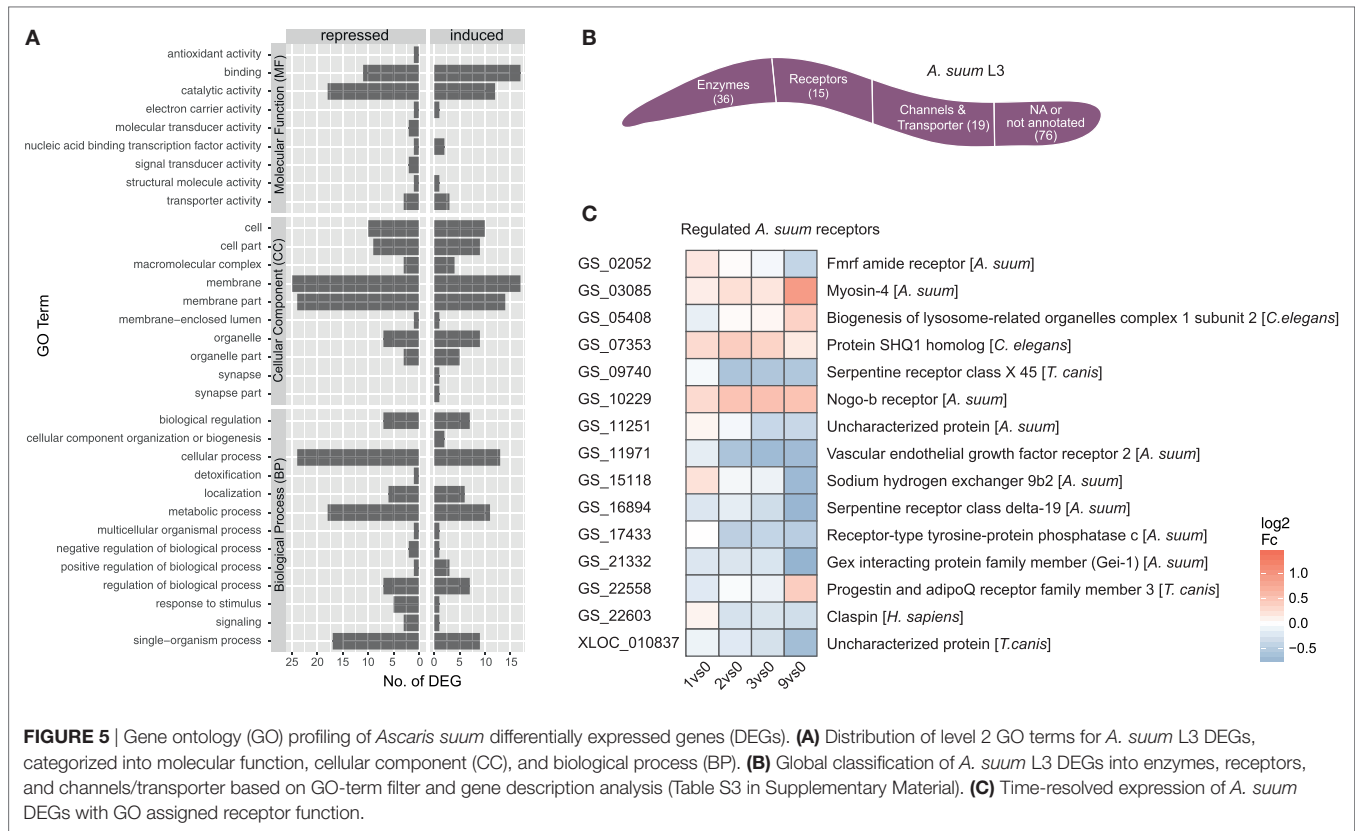 A
repressed
induced
GO Term
Molecular Function (MF)
antioxidant activity
binding
catalytic activity
electron carrier activity
molecular transducer activity
nucleic acid binding transcription factor activity
signal transducer activity
structural molecule activity
transporter activity
Cellular Component (CC)
cell
cell part
macromolecular complex
membrane
membrane part
membrane−enclosed lumen
organelle
organelle part
synapse
synapse part
Biological Process (BP)
biological regulation
cellular component organization or biogenesis
cellular process
detoxification
localization
metabolic process
multicellular organismal process
negative regulation of biological process
positive regulation of biological process
regulation of biological process
response to stimulus
signaling
single−organism process
25 20 15 10 5 0 0 5 10 15
No. of DEG
B
A. suum L3
Enzymes
(36)
Receptors
(15)
Channels &
Transporter (19)
NA or
not annotated
(76)
C
Regulated A. suum receptors
GS_02052 Fmrf amide receptor [A. suum]
GS_03085 Myosin-4 [A. suum]
GS_05408 Biogenesis of lysosome-related organelles complex 1 subunit 2 [C.elegans]
GS_07353 Protein SHQ1 homolog [C. elegans]
GS_09740 Serpentine receptor class X 45 [T. canis]
GS_10229 Nogo-b receptor [A. suum]
GS_11251 Uncharacterized protein [A. suum]
GS_11971 Vascular endothelial growth factor receptor 2 [A. suum]
GS_15118 Sodium hydrogen exchanger 9b2 [A. suum]
GS_16894 Serpentine receptor class delta-19 [A. suum]
GS_17433 Receptor-type tyrosine-protein phosphatase c [A. suum]
GS_21332 Gex interacting protein family member (Gei-1) [A. suum]
GS_22558 Progestin and adipoQ receptor family member 3 [T. canis]
GS_22603 Claspin [H. sapiens]
XLOC_010837 Uncharacterized protein [T.canis]
1vs0 2vs0 3vs0 9vs0
log2
Fc
1.0
0.5
0.0
−0.5
FIGURE 5 | Gene ontology (GO) profiling of Ascaris suum differentially expressed genes (DEGs). (A) Distribution of level 2 GO terms for A. suum L3 DEGs,
categorized into molecular function, cellular component (CC), and biological process (BP). (B) Global classification of A. suum L3 DEGs into enzymes, receptors,
and channels/transporter based on GO-term filter and gene description analysis (Table S3 in Supplementary Material). (C) Time-resolved expression of A. suum
DEGs with GO assigned receptor function.